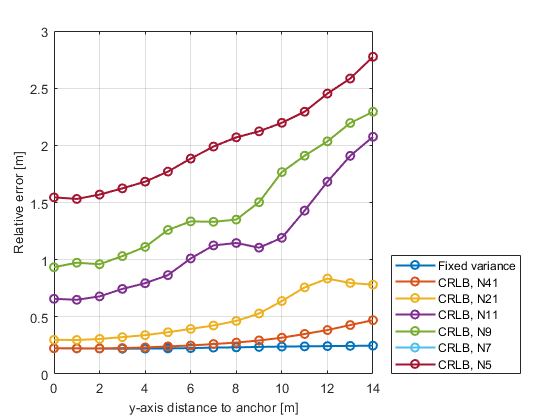 3
2.5
2
1.5
1
0.5
0
0 2 4 6 8 10 12 14
Relative error [m]
y-axis distance to anchor [m]
Fixed variance
CRLB, N41
CRLB, N21
CRLB, N11
CRLB, N9
CRLB, N7
CRLB, N5